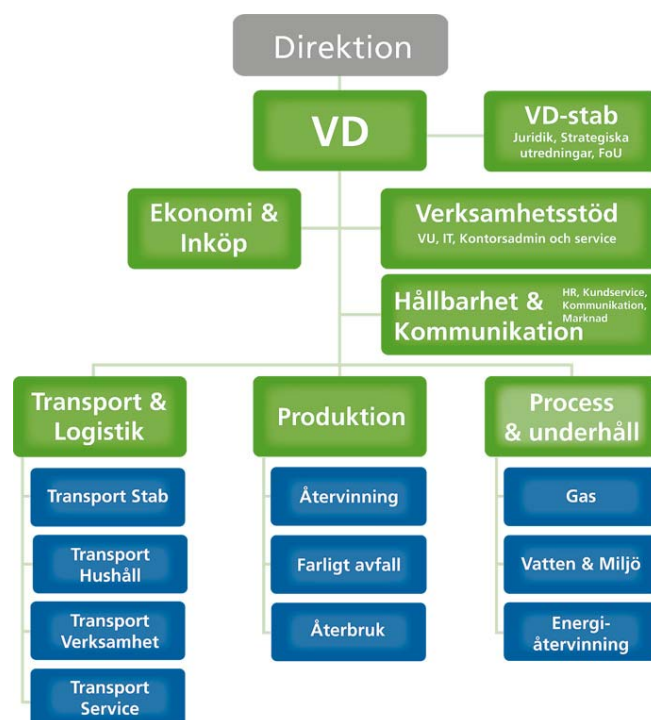 Direktion
VD
VD-stab
Juridik, Strategiska
utredningar, FoU
Ekonomi &
Inköp
Verksamhetsstöd
VU, IT, Kontorsadmin och service
Hållbarhet &
Kommunikation
HR, Kundservice,
Kommunikation,
Marknad
Transport &
Logistik
Produktion
Process
& underhåll
Transport Stab
Återvinning
Gas
Transport
Hushåll
Farligt avfall
Vatten & Miljö
Transport
Verksamhet
Återbruk
Energi-
återvinning
Transport
Service